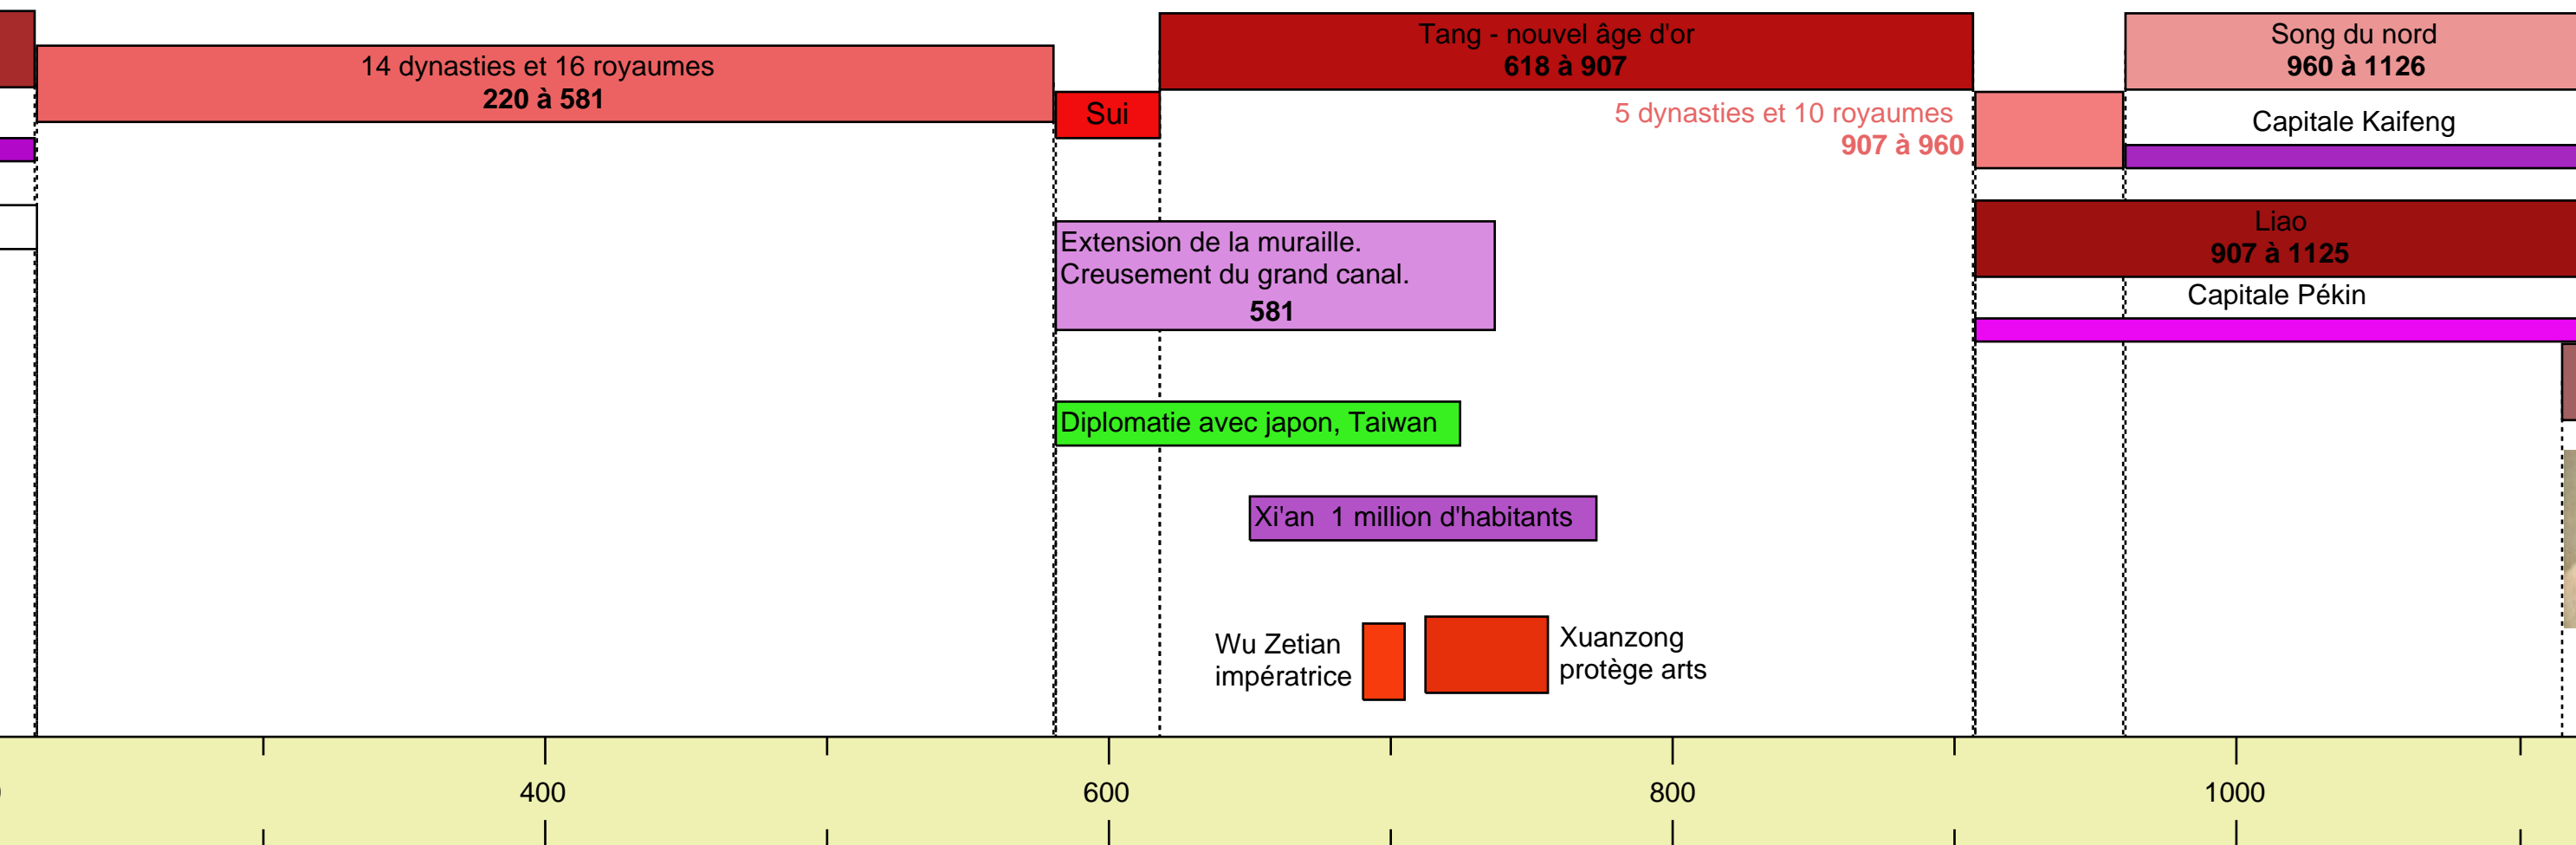 14 dynasties et 16 royaumes
220 à 581
Sui
Tang - nouvel âge d'or
618 à 907
5 dynasties et 10 royaumes
907 à 960
Song du nord
960 à 1126
Capitale Kaifeng
Liao
907 à 1125
Capitale Pékin
Extension de la muraille.
Creusement du grand canal.
581
Diplomatie avec japon, Taiwan
Xi'an 1 million d'habitants
Wu Zetian
impératrice
Xuanzong
protège arts
400
600
800
1000